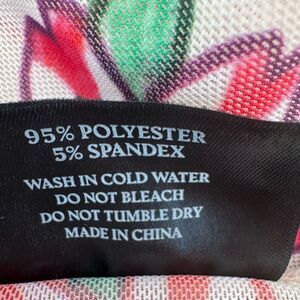 95% POLYESTER
5% SPANDEX
WASH IN COLD WATER
DO NOT BLEACH
DO NOT TUMBLE DRY
MADE IN CHINA